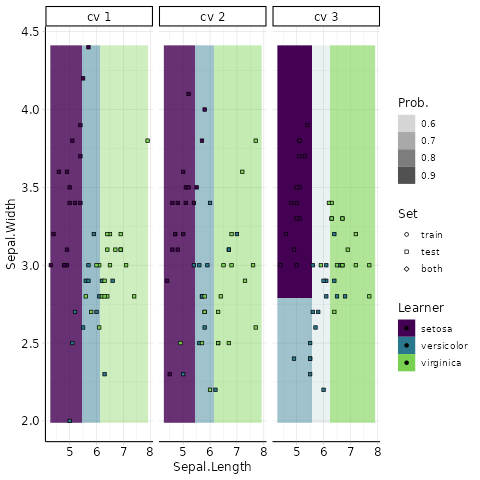 cv 1 cv 2 cv 3
4.5
4.0
3.5
3.0
2.5
2.0
Sepal.Width
5 6 7 8 5 6 7 8 5 6 7 8
Sepal.Length
Prob.
0.6
0.7
0.8
0.9
Set
train
test
both
Learner
setosa
versicolor
virginica